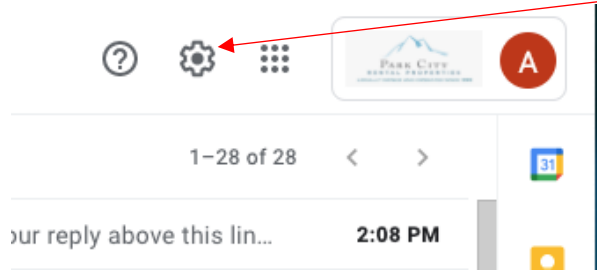 PARK CITY
RENTAL PROPERTIES
A
1–28 of 28
31
our reply above this lin...
2:08 PM